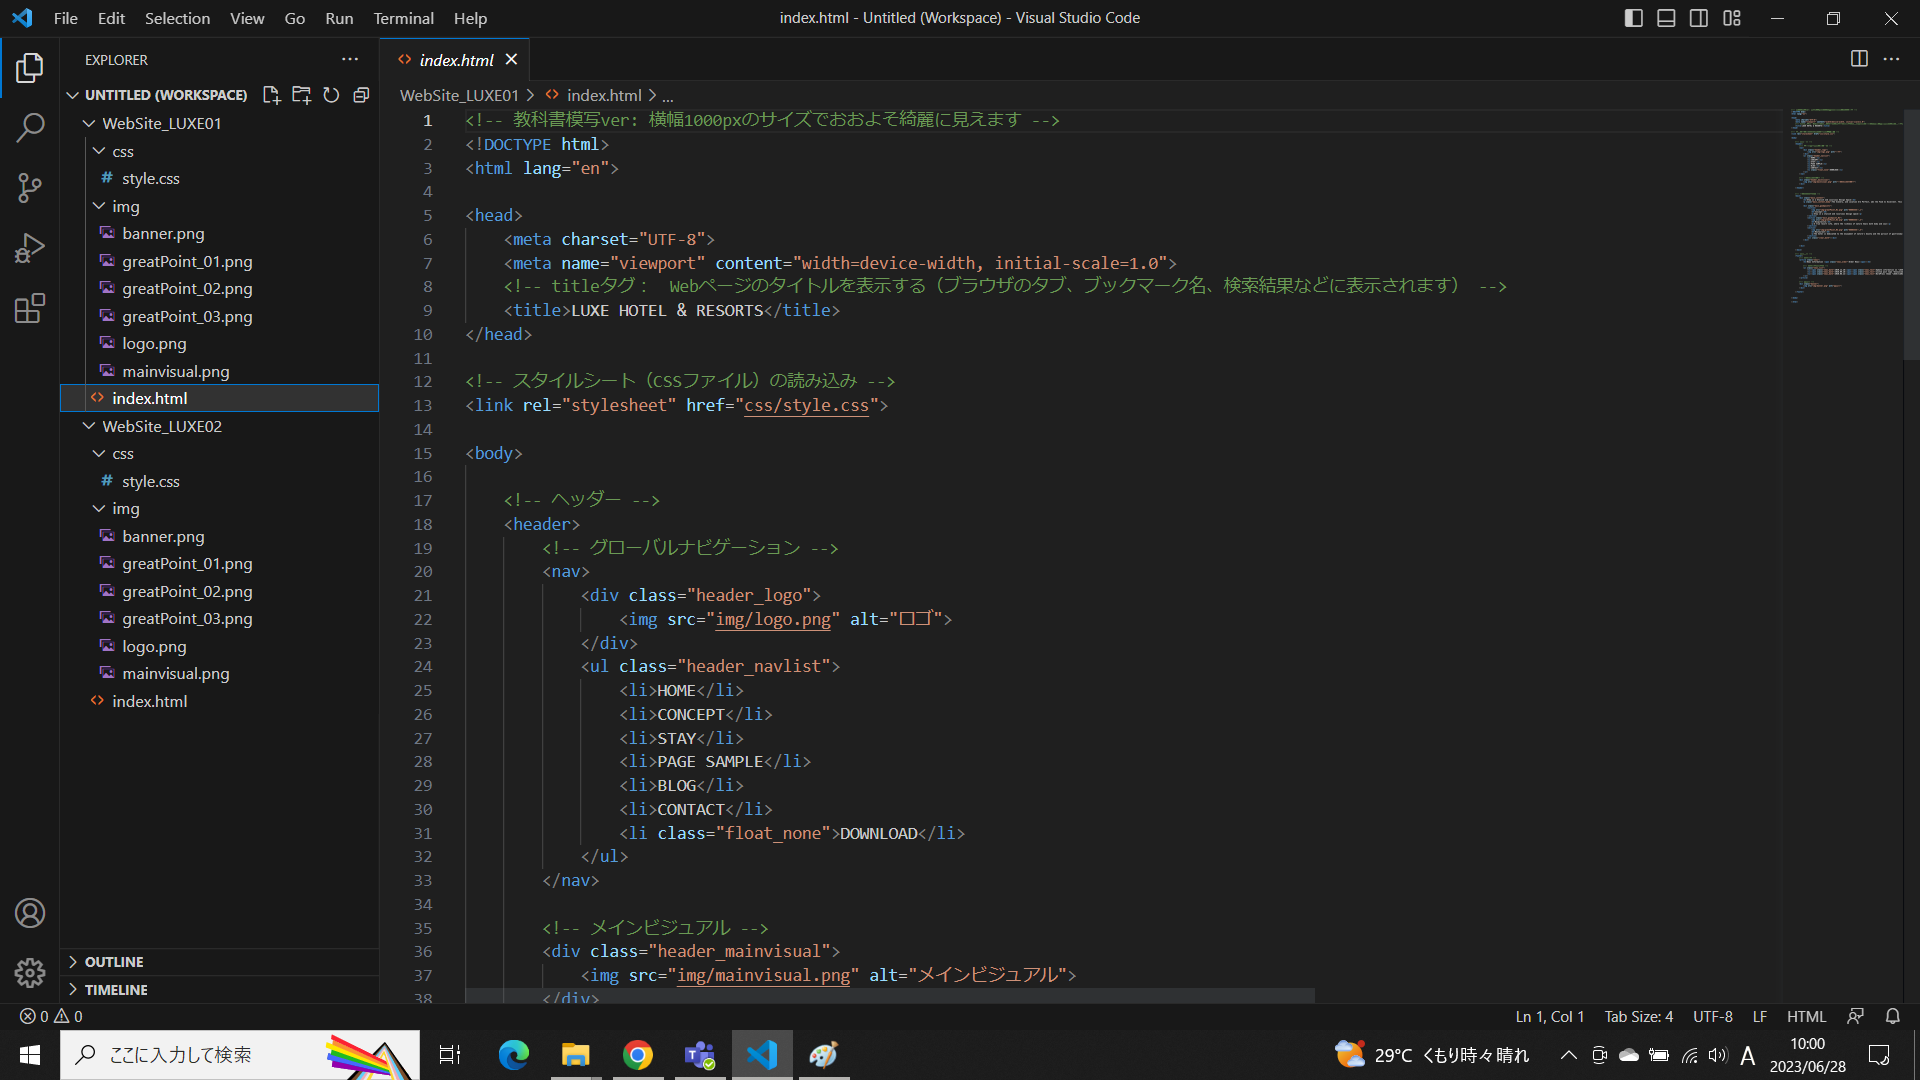 File Edit Selection View Go Run Terminal Help
index.html - Untitled (Workspace) - Visual Studio Code
EXPLORER
UNTITLED (WORKSPACE)
WebSite_LUXE01
css
# style.css
img
banner.png
greatPoint_01.png
greatPoint_02.png
greatPoint_03.png
logo.png
mainvisual.png
index.html
WebSite_LUXE02
css
# style.css
img
banner.png
greatPoint_01.png
greatPoint_02.png
greatPoint_03.png
logo.png
mainvisual.png
index.html
OUTLINE
TIMELINE
index.html
WebSite_LUXE01 > index.html > ...
1 <!-- 教科書模写ver: 横幅1000pxのサイズでおおよそ綺麗に見えます -->
2 <!DOCTYPE html>
3 <html lang="en">
4
5 <head>
6 <meta charset="UTF-8">
7 <meta name="viewport" content="width=device-width, initial-scale=1.0">
8 <!-- titleタグ： Webページのタイトルを表示する（ブラウザのタブ、ブックマーク名、検索結果などに表示されます） -->
9 <title>LUXE HOTEL & RESORTS</title>
10 </head>
11
12 <!-- スタイルシート（CSSファイル）の読み込み -->
13 <link rel="stylesheet" href="css/style.css">
14
15 <body>
16
17 <!-- ヘッダー -->
18 <header>
19 <!-- グローバルナビゲーション -->
20 <nav>
21 <div class="header_logo">
22 <img src="img/logo.png" alt="ロゴ">
23 </div>
24 <ul class="header_navlist">
25 <li>HOME</li>
26 <li>CONCEPT</li>
27 <li>STAY</li>
28 <li>PAGE SAMPLE</li>
29 <li>BLOG</li>
30 <li>CONTACT</li>
31 <li class="float_none">DOWNLOAD</li>
32 </ul>
33 </nav>
34
35 <!-- メインビジュアル -->
36 <div class="header_mainvisual">
37 <img src="img/mainvisual.png" alt="メインビジュアル">
38 </div>
0 0
Ln 1, Col 1 Tab Size: 4 UTF-8 LF HTML
ここに入力して検索
29°C くもり時々晴れ
A
10:00
2023/06/28